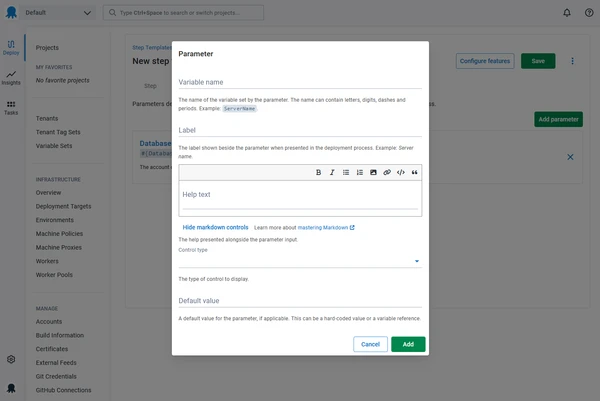 Default
Type Ctrl+Space to search or switch projects...
Deploy
Insights
Tasks
Projects
MY FAVORITES
No favorite projects
Tenants
Tenant Tag Sets
Variable Sets
INFRASTRUCTURE
Overview
Deployment Targets
Environments
Machine Policies
Machine Proxies
Workers
Worker Pools
MANAGE
Accounts
Build Information
Certificates
External Feeds
Git Credentials
GitHub Connections
Step Template
New step
Configure features
Save
Step
Parameters d
Add parameter
Database
The account
Parameter
Variable name
The name of the variable set by the parameter. The name can contain letters, digits, dashes and
periods. Example: ServerName
Label
The label shown beside the parameter when presented in the deployment process. Example: Server
name.
B I
Help text
Hide markdown controls Learn more about mastering Markdown
The help presented alongside the parameter input
Control type
The type of control to display.
Default value
A default value for the parameter, if applicable. This can be a hard-coded value or a variable reference.
Cancel
Add